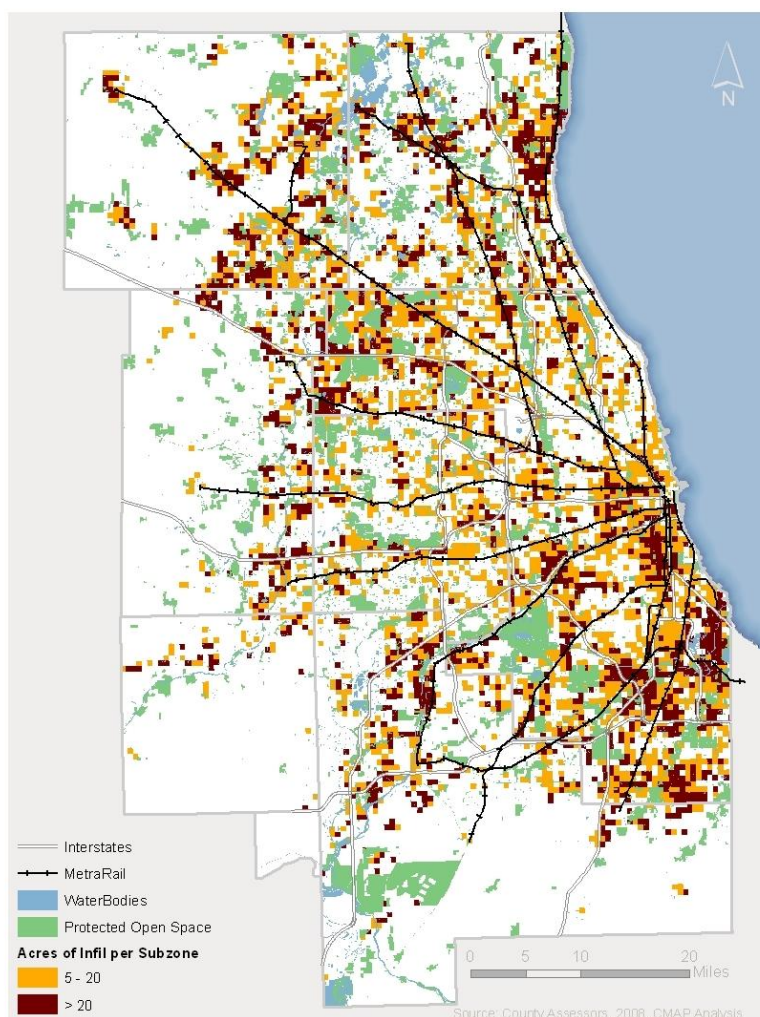 N
Interstates
MetraRail
WaterBodies
Protected Open Space
Acres of Infil per Subzone
5 - 20
> 20
0 5 10 20
Miles
Source: County Assessors, 2008, CMAP Analysis